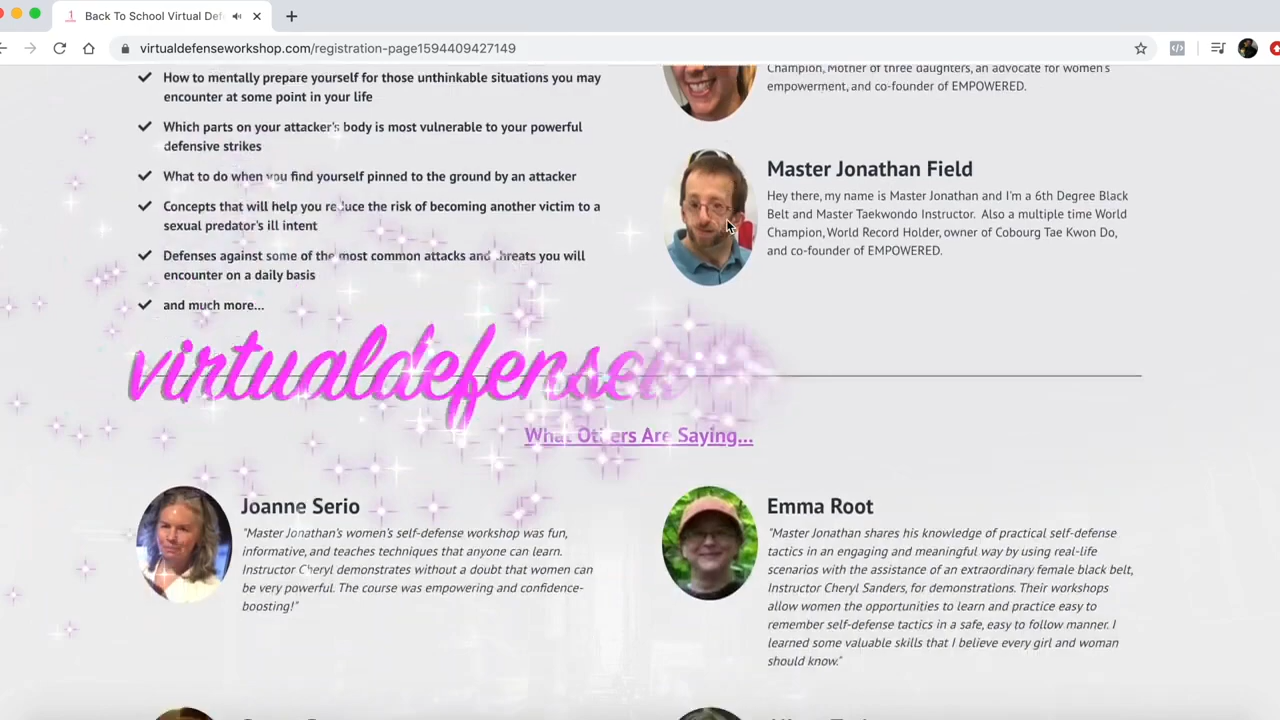 Back To School Virtual Def
virtualdefenseworkshop.com/registration-page1594409427149
How to mentally prepare yourself for those unthinkable situations you may
encounter at some point in your life
Which parts on your attacker's body is most vulnerable to your powerful
defensive strikes
What to do when you find yourself pinned to the ground by an attacker
Concepts that will help you reduce the risk of becoming another victim to a
sexual predator's ill intent
Defenses against some of the most common attacks and threats you will
encounter on a daily basis
and much more...
Champion, Mother of three daughters, an advocate for women's
empowerment, and co-founder of EMPOWERED.
Master Jonathan Field
Hey there, my name is Master Jonathan and I'm a 6th Degree Black
Belt and Master Taekwondo Instructor. Also a multiple time World
Champion, World Record Holder, owner of Cobourg Tae Kwon Do,
and co-founder of EMPOWERED.
virtualdefense
What Others Are Saying...
Joanne Serio
"Master Jonathan's women's self-defense workshop was fun,
informative, and teaches techniques that anyone can learn.
Instructor Cheryl demonstrates without a doubt that women can
be very powerful. The course was empowering and confidence-
boosting!"
Emma Root
"Master Jonathan shares his knowledge of practical self-defense
tactics in an engaging and meaningful way by using real-life
scenarios with the assistance of an extraordinary female black belt,
Instructor Cheryl Sanders, for demonstrations. Their workshops
allow women the opportunities to learn and practice easy to
remember self-defense tactics in a safe, easy to follow manner. I
learned some valuable skills that I believe every girl and woman
should know."